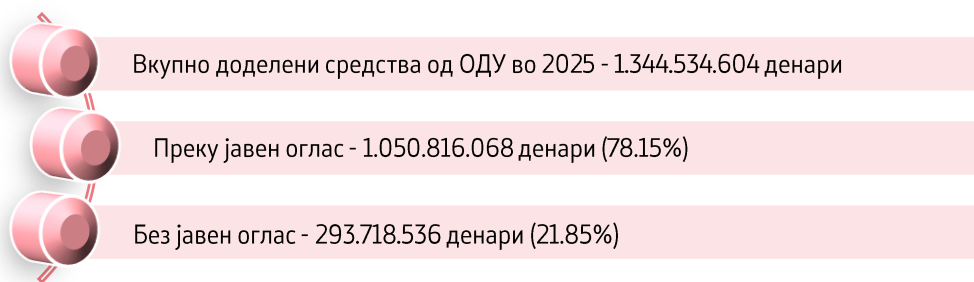 Вкупно доделени средства од ОДУ во 2025 - 1.344.534.604 денари
Преку јавен оглас - 1.050.816.068 денари (78.15%)
Без јавен оглас - 293.718.536 денари (21.85%)